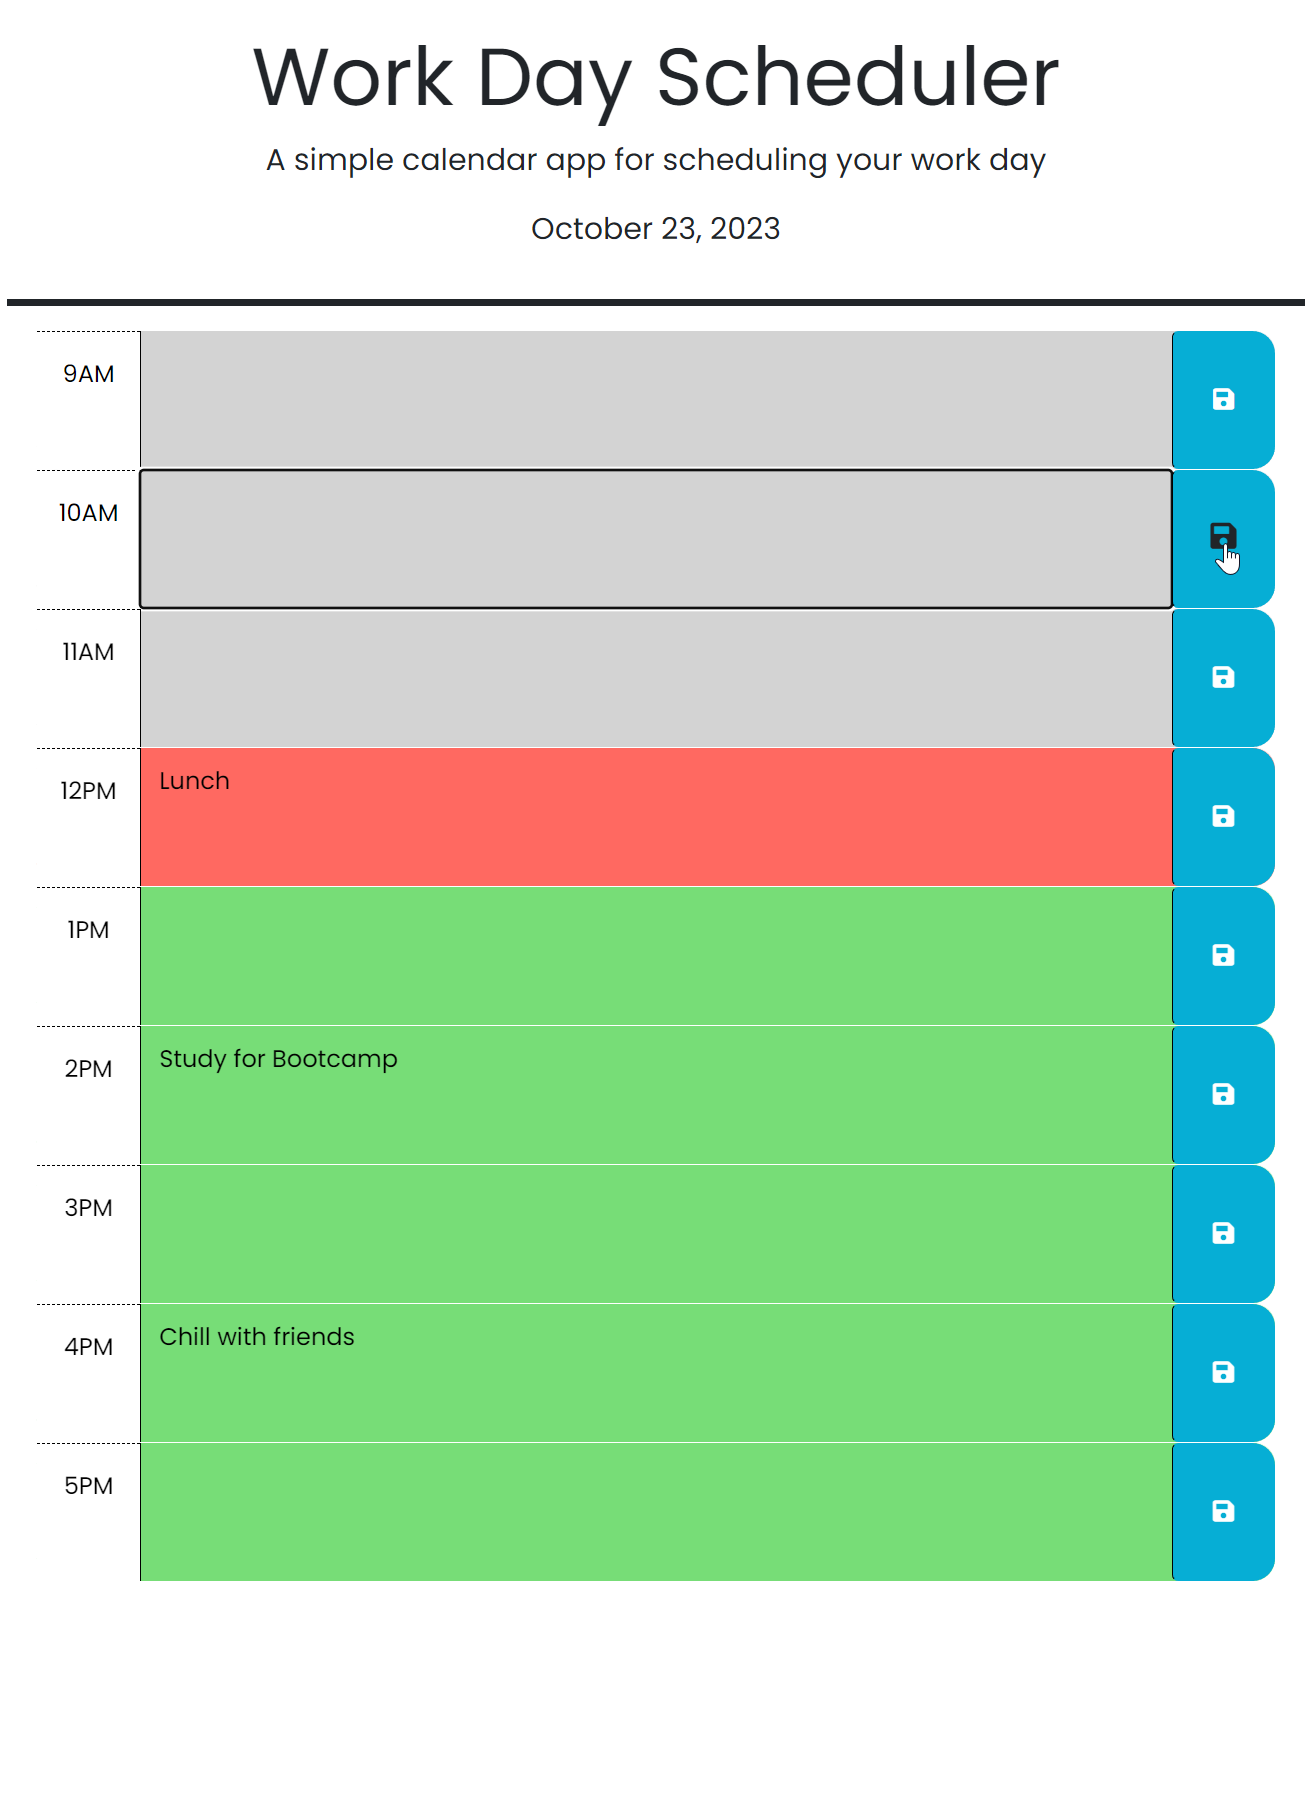 Work Day Scheduler
A simple calendar app for scheduling your work day
October 23, 2023
9AM
10AM
11AM
12PM
Lunch
1PM
2PM
Study for Bootcamp
3PM
4PM
Chill with friends
5PM